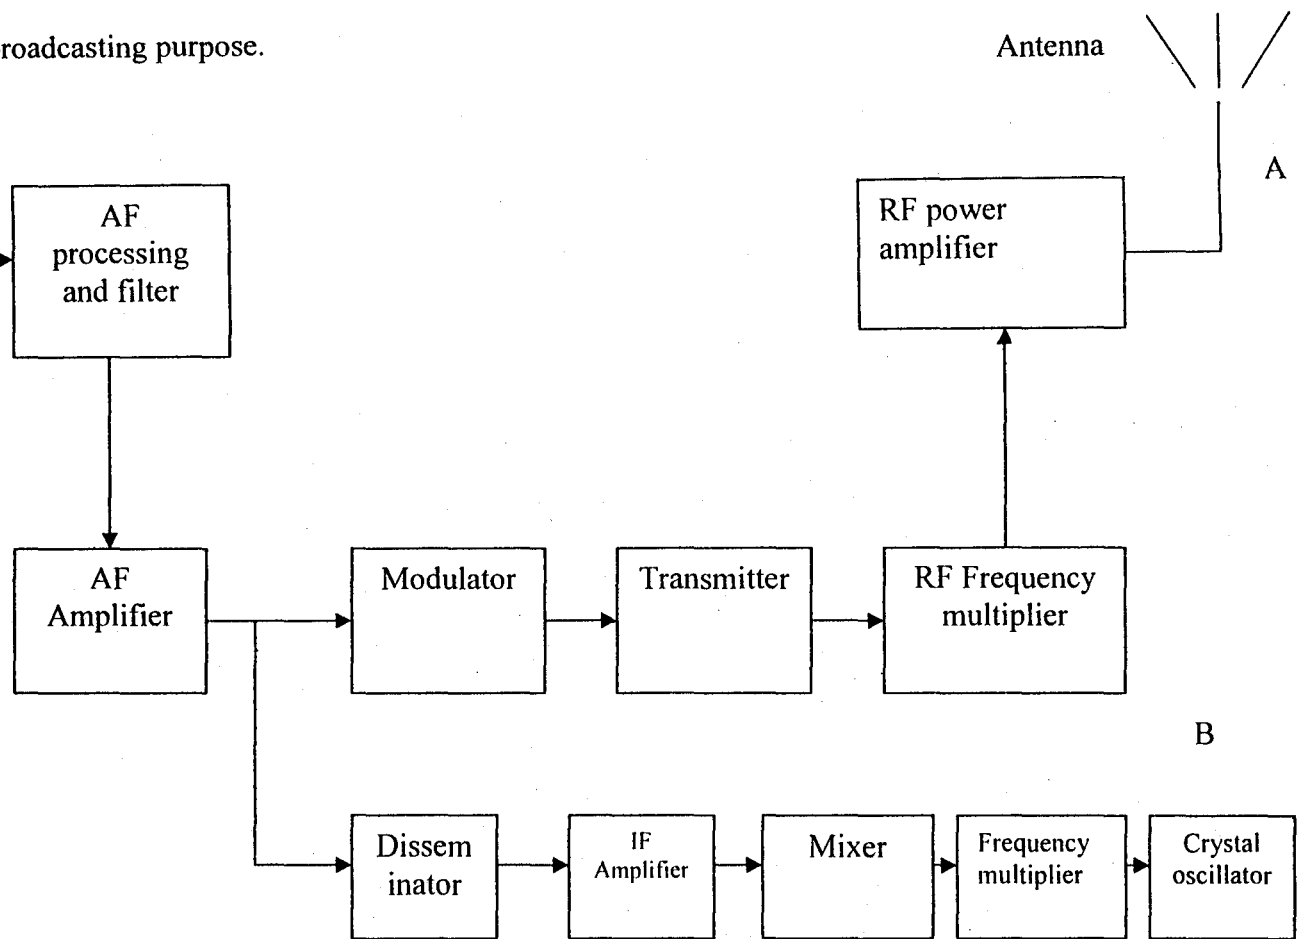 roadcasting purpose.
Antenna
A
AF
processing
and filter
RF power
amplifier
AF
Amplifier
Modulator
Transmitter
RF Frequency
multiplier
B
Dissem
inator
IF
Amplifier
Mixer
Frequency
multiplier
Crystal
oscillator